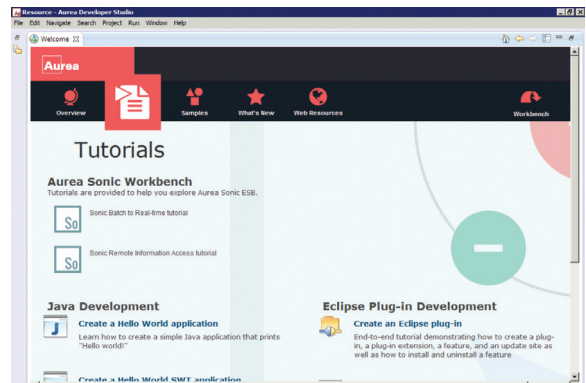 Resource - Aurea Developer Studio
File Edit Navigate Search Project Run Window Help
Welcome
Aurea
Overview
Samples
What's New
Web Resources
Workbench
Tutorials
Aurea Sonic Workbench
Tutorials are provided to help you explore Aurea Sonic ESB.
So
Sonic Batch to Real-time tutorial
So
Sonic Remote Information Access tutorial
Java Development
Create a Hello World application
Learn how to create a simple Java application that prints
"Hello world!"
Create a Hello World SWT application
Eclipse Plug-in Development
Create an Eclipse plug-in
End-to-end tutorial demonstrating how to create a plug-
in, a plug-in extension, a feature, and an update site as
well as how to install and uninstall a feature